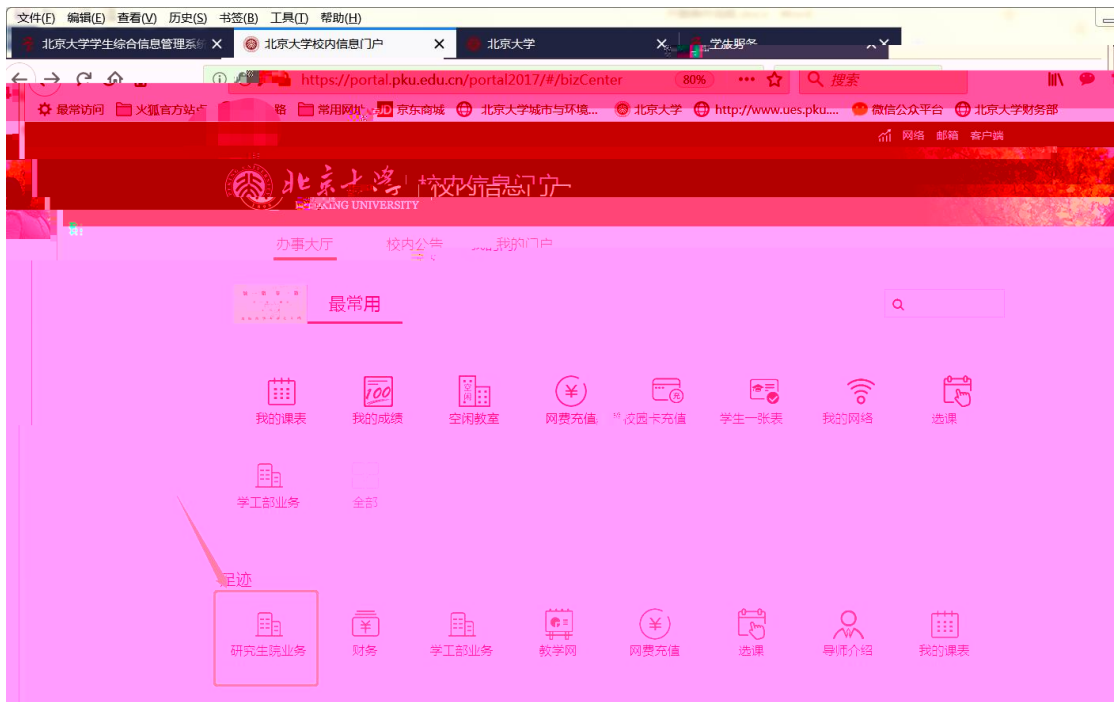 文件(F) 编辑(E) 查看(V) 历史(S) 书签(B) 工具(T) 帮助(H)
北京大学学生综合信息管理系统 北京大学校内信息门户 北京大学
https://portal.pku.edu.cn/portal2017/#/bizCenter 80% 搜索
最常访问 火狐官方站点 常用网址 JD 京东商城 北京大学城市与环境... 北京大学 http://www.ues.pku.... 微信公众平台 北京大学财务部
网络 邮箱 客户端
北京大学 校内信息门户
UNIVERSITY
办事大厅 校内公告 我的门户
最常用
我的课表 我的成绩 空闲教室 网费充值 校园卡充值 学生一张表 我的网络 选课
学工部业务 全部
足迹
研究生院业务 财务 学工部业务 教学网 网费充值 选课 导师介绍 我的课表